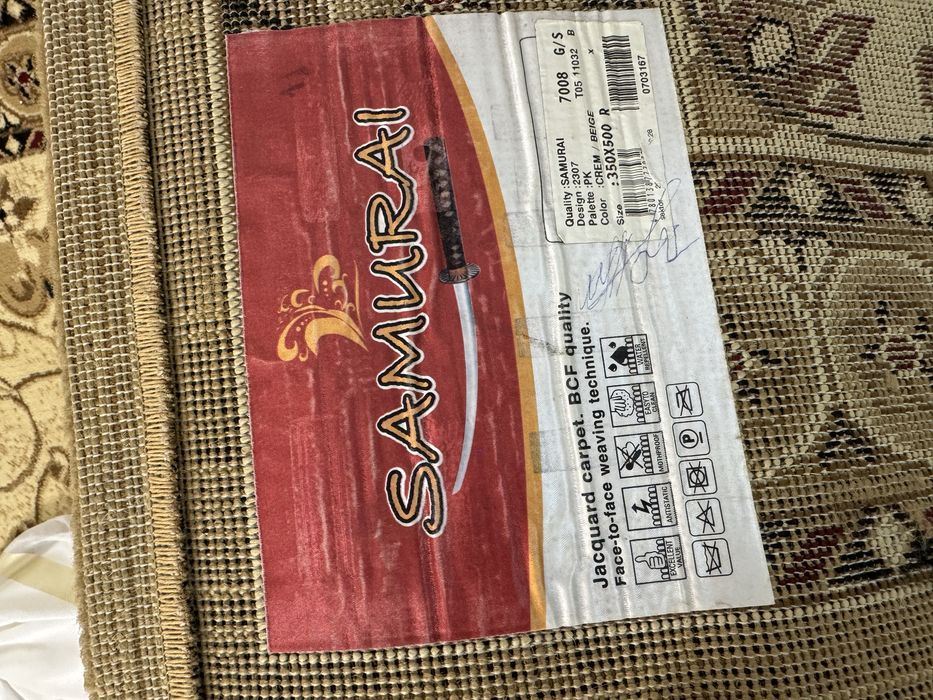 SAMURAI
Quality :SAMURAI
Design :2307
Palette :PK
Color :CREM / BEIGE
Size :350X500 R
7008 G/S
T05 11032 B
x
0703167
Jacquard carpet. BCF quality
Face-to-face weaving technique.
EXCELLENT VALUE
ANTISTATIC
MOTHPROOF
EASY TO CLEAN
WATER REPELLENT
P